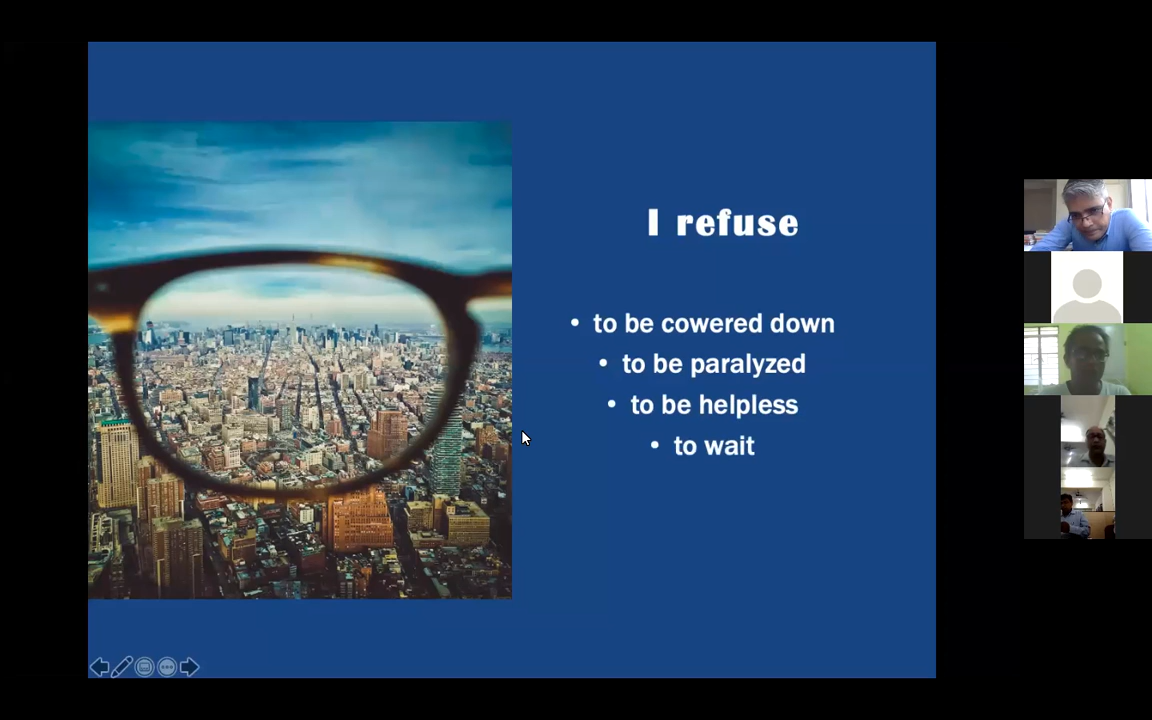 I refuse
• to be cowered down
• to be paralyzed
• to be helpless
• to wait